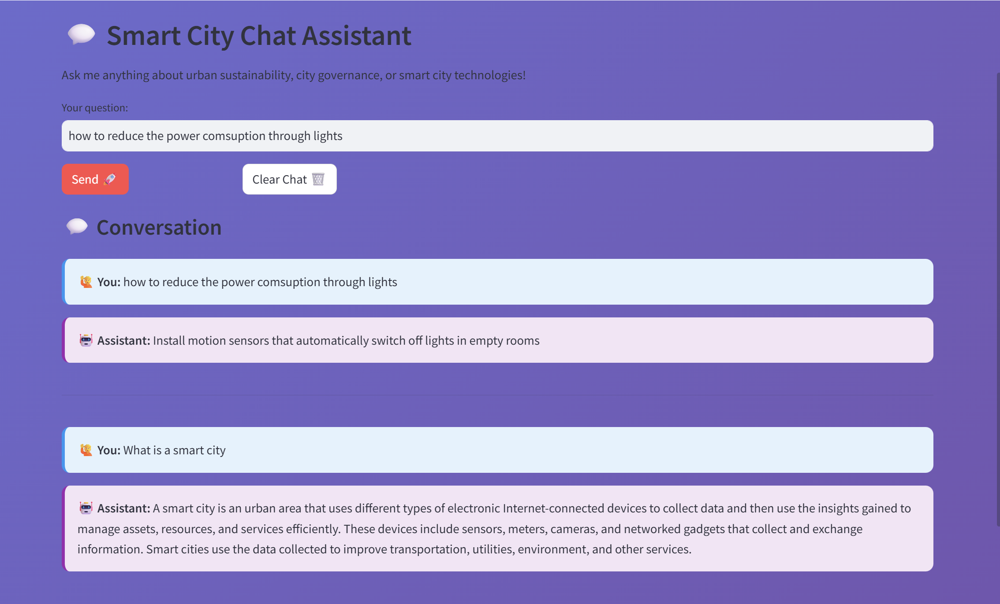 Smart City Chat Assistant
Ask me anything about urban sustainability, city governance, or smart city technologies!
Your question:
how to reduce the power comsuption through lights
Send 🚀
Clear Chat 🗑️
Conversation
You: how to reduce the power comsuption through lights
Assistant: Install motion sensors that automatically switch off lights in empty rooms
You: What is a smart city
Assistant: A smart city is an urban area that uses different types of electronic Internet-connected devices to collect data and then use the insights gained to
manage assets, resources, and services efficiently. These devices include sensors, meters, cameras, and networked gadgets that collect and exchange
information. Smart cities use the data collected to improve transportation, utilities, environment, and other services.